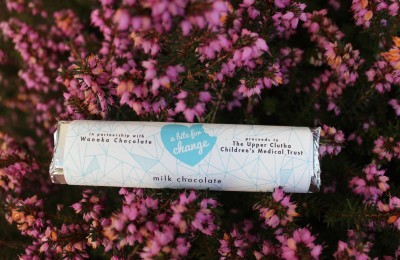 in partnership with
Wanaka Chocolate
a bite for
change
proceeds to
The Upper Clutha
Children's Medical Trust
milk chocolate